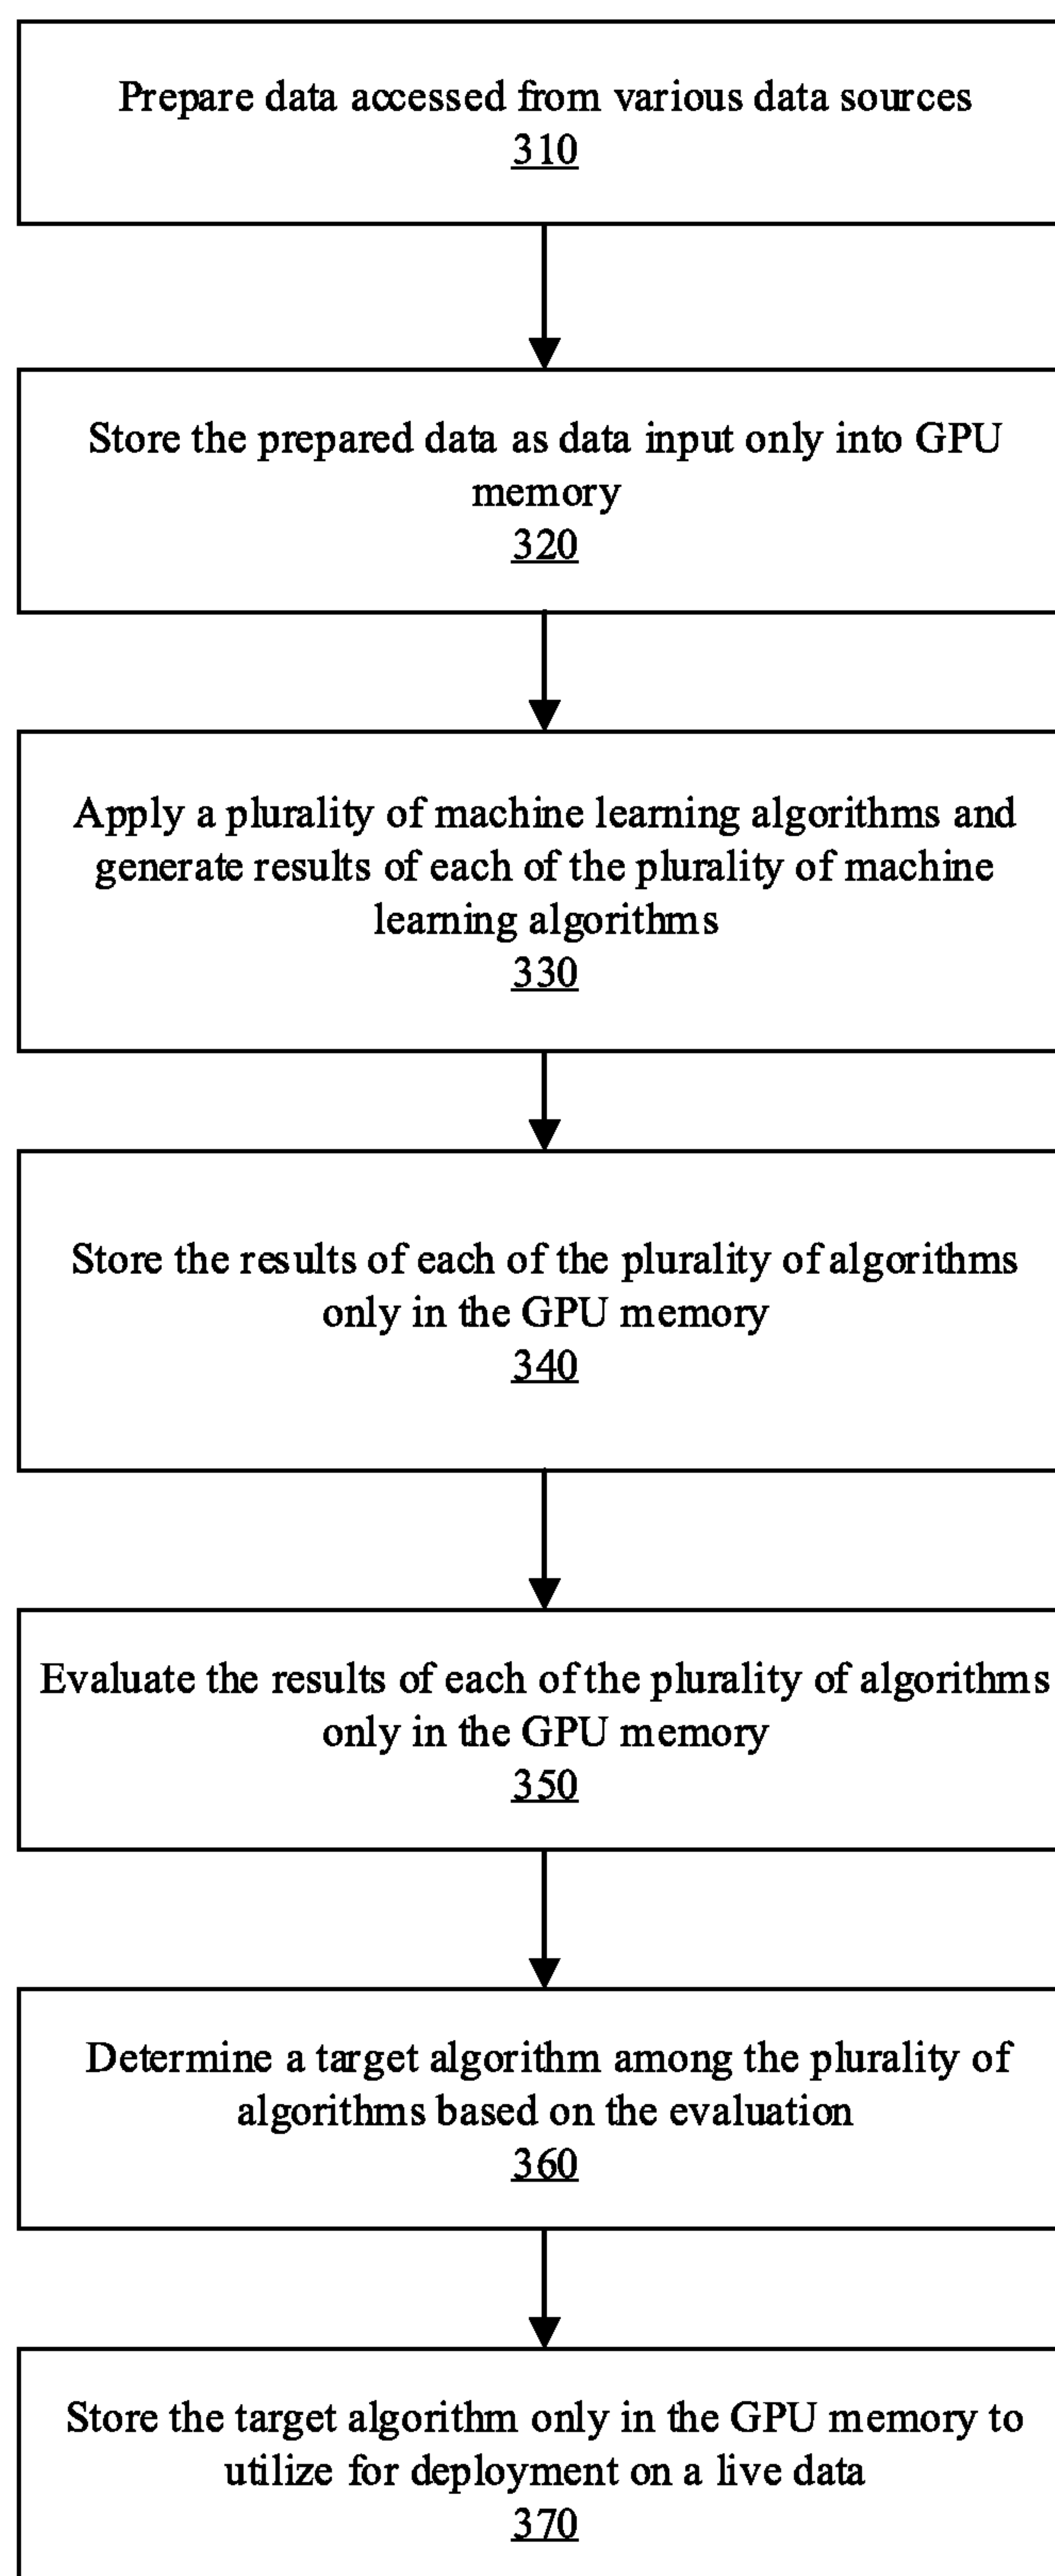 Prepare data accessed from various data sources
310
Store the prepared data as data input only into GPU
memory
320
Apply a plurality of machine learning algorithms and
generate results of each of the plurality of machine
learning algorithms
330
Store the results of each of the plurality of algorithms
only in the GPU memory
340
Evaluate the results of each of the plurality of algorithms
only in the GPU memory
350
Determine a target algorithm among the plurality of
algorithms based on the evaluation
360
Store the target algorithm only in the GPU memory to
utilize for deployment on a live data
370